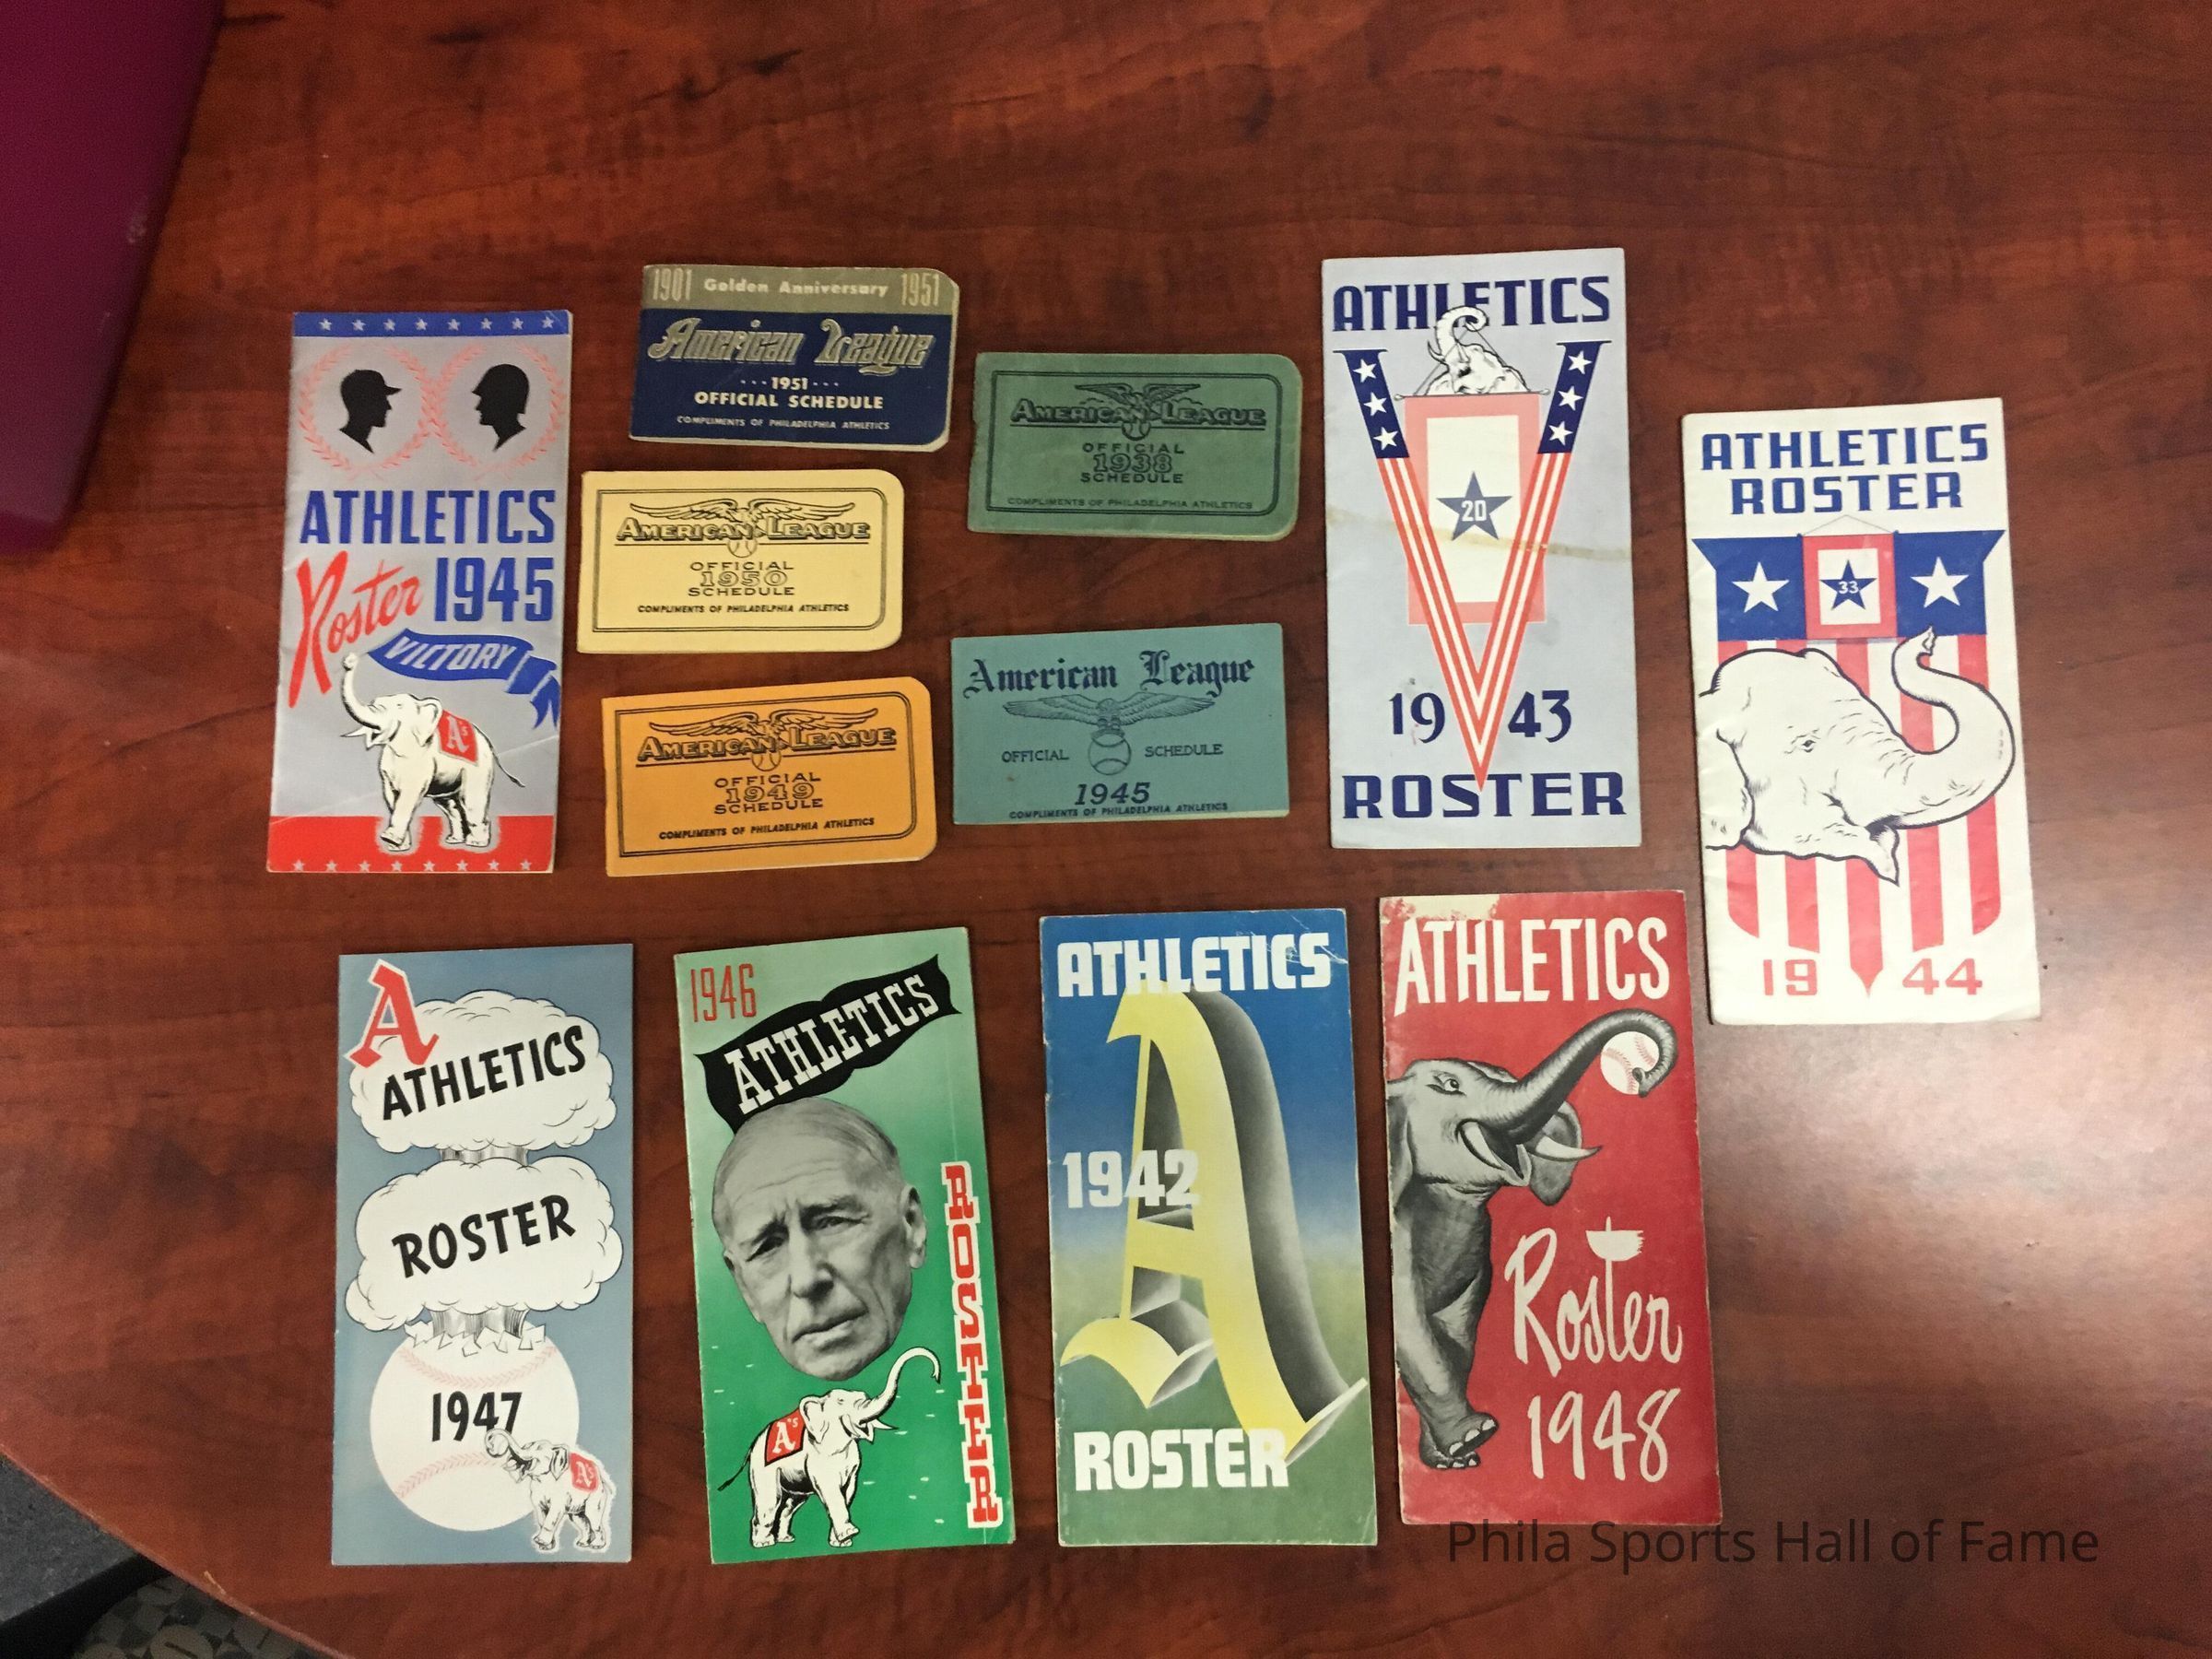 ATHLETICS
Roster 1945
VICTORY
A's
1901 Golden Anniversary 1951
American League
1951
OFFICIAL SCHEDULE
COMPLIMENTS OF PHILADELPHIA ATHLETICS
AMERICAN LEAGUE
OFFICIAL
1938
SCHEDULE
COMPLIMENTS OF PHILADELPHIA ATHLETICS
AMERICAN LEAGUE
OFFICIAL
1950
SCHEDULE
COMPLIMENTS OF PHILADELPHIA ATHLETICS
American League
OFFICIAL SCHEDULE
1945
COMPLIMENTS OF PHILADELPHIA ATHLETICS
AMERICAN LEAGUE
OFFICIAL
1949
SCHEDULE
COMPLIMENTS OF PHILADELPHIA ATHLETICS
ATHLETICS
20
1943
ROSTER
ATHLETICS
ROSTER
33
1944
A
ATHLETICS
ROSTER
1947
A's
1946
ATHLETICS
ROSTER
A's
ATHLETICS
A
1942
ROSTER
ATHLETICS
Roster
1948
Phila Sports Hall of Fame